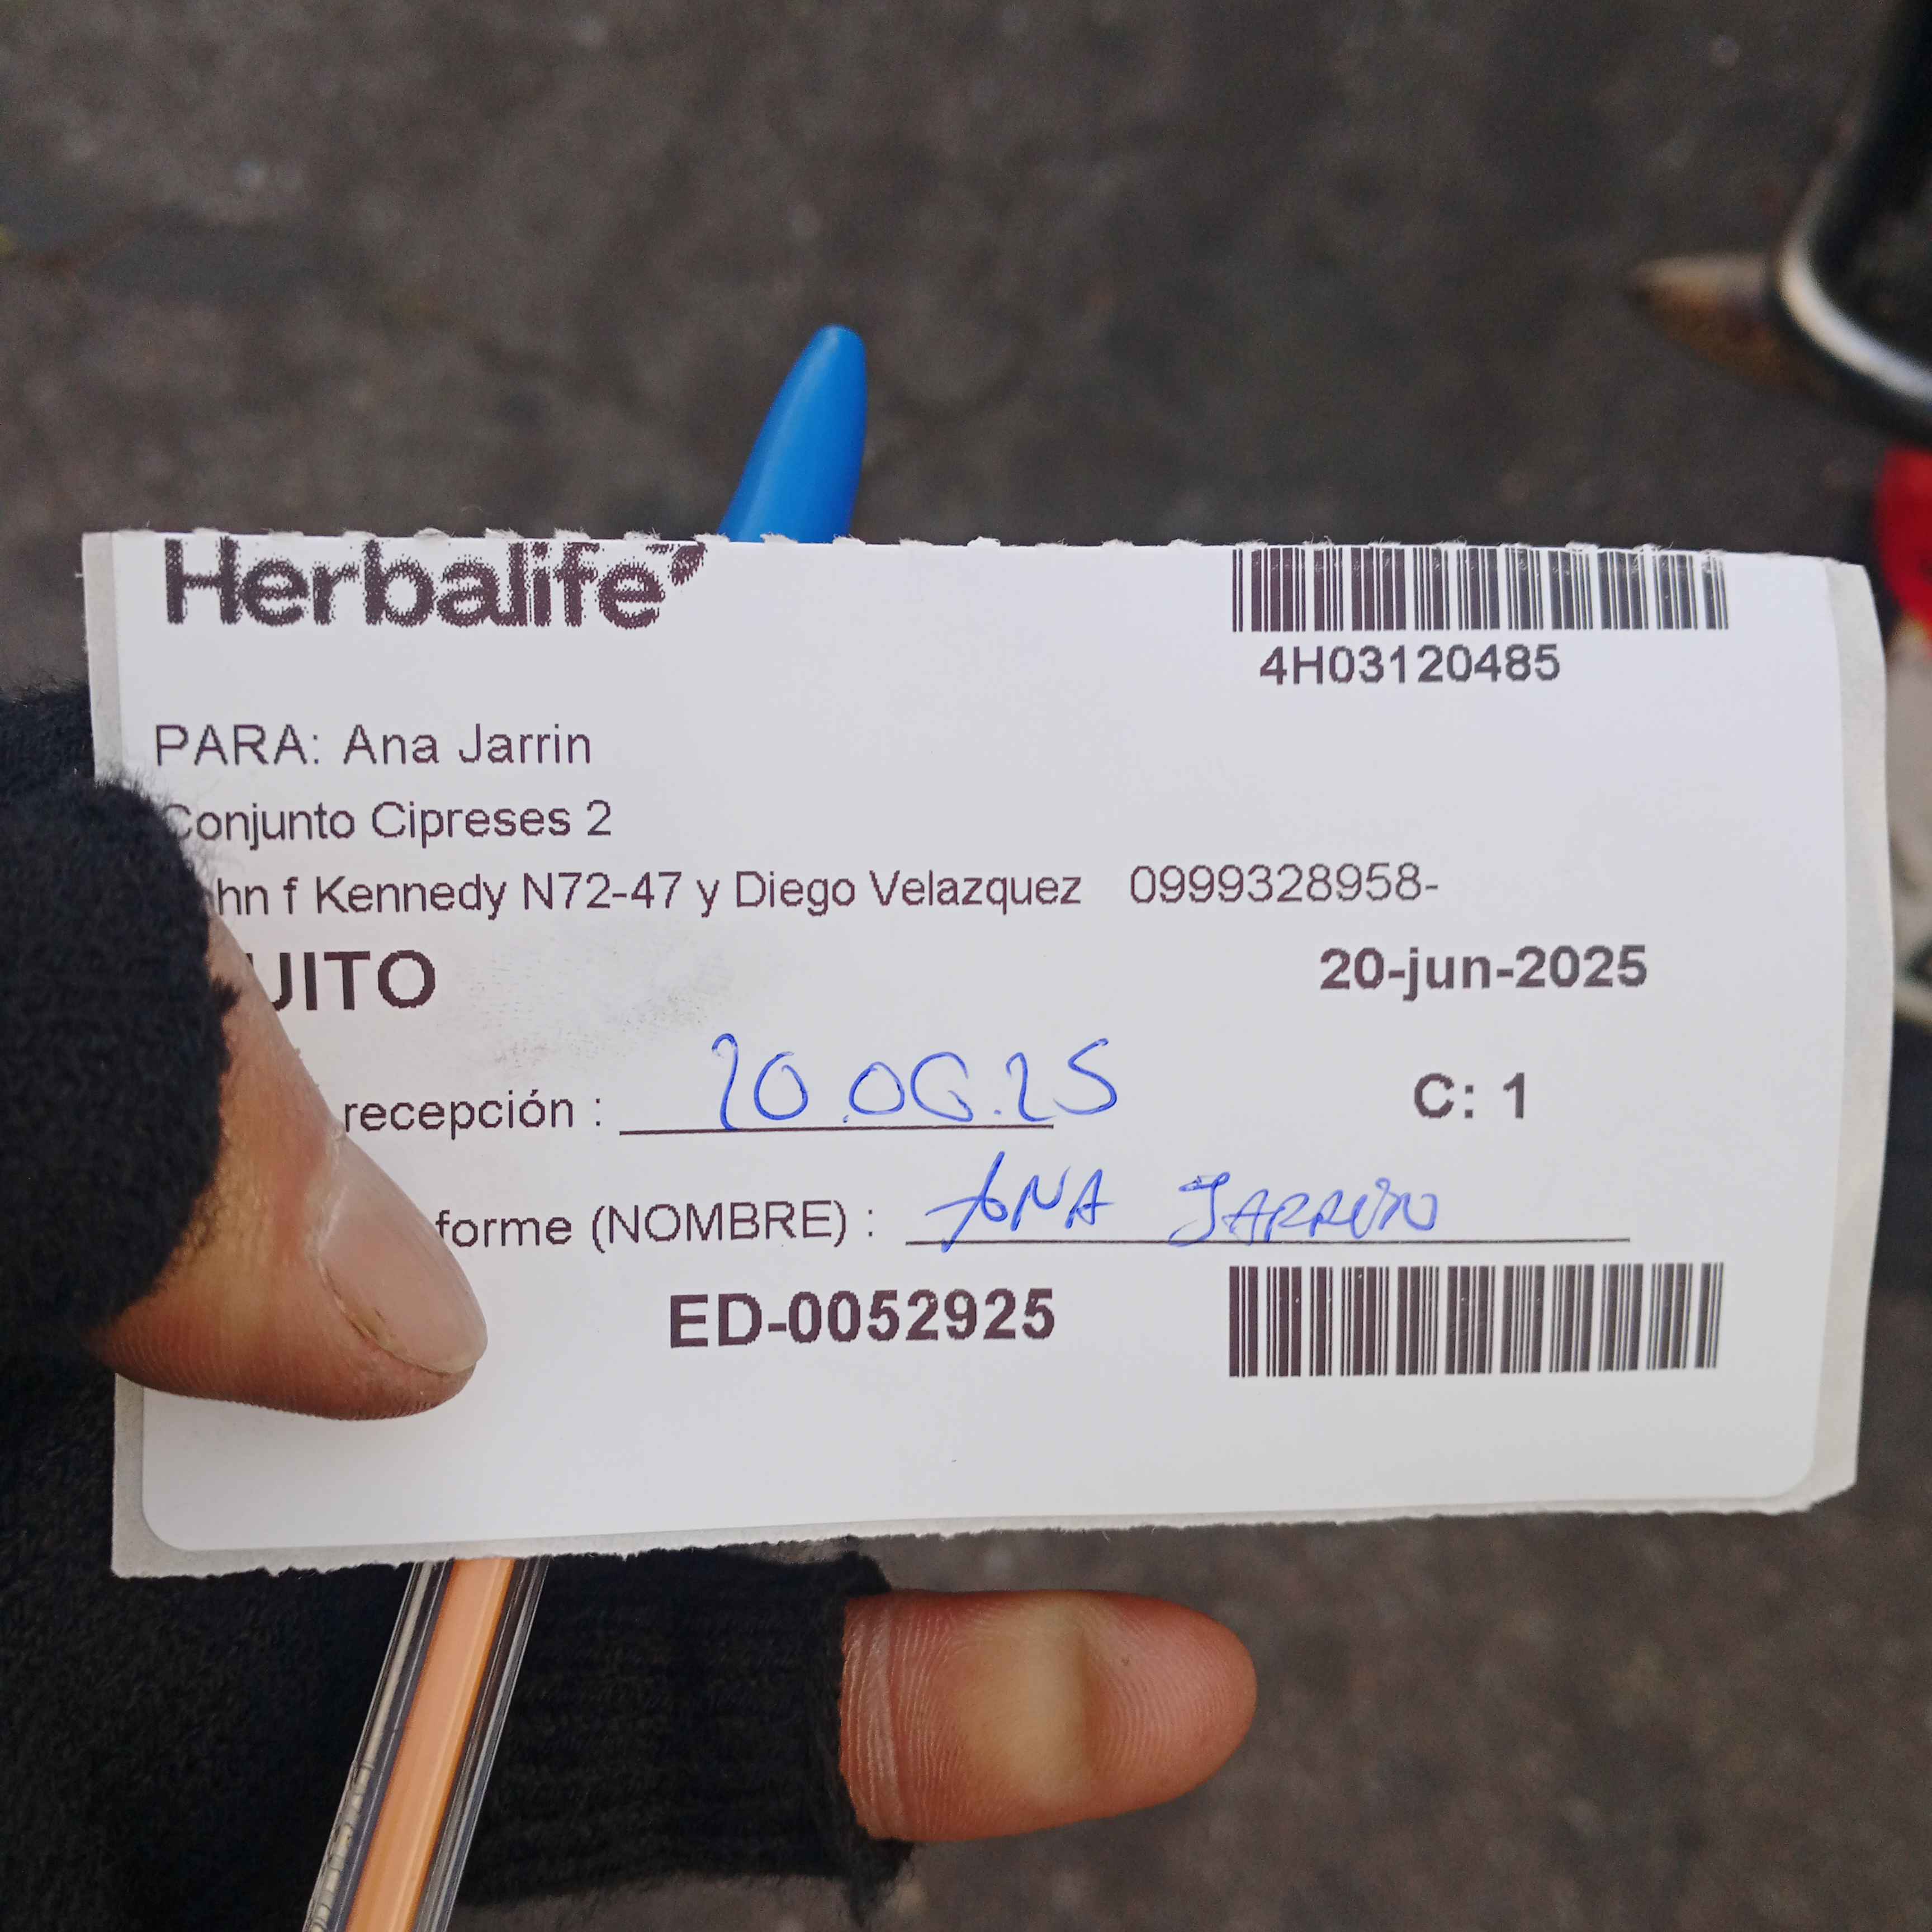 Herbalife
4H03120485
PARA: Ana Jarrin
Conjunto Cipreses 2
hn f Kennedy N72-47 y Diego Velazquez 0999328958-
UITO 20-jun-2025
recepción : 20.06.25 C: 1
forme (NOMBRE) : ANA JARRIN
ED-0052925